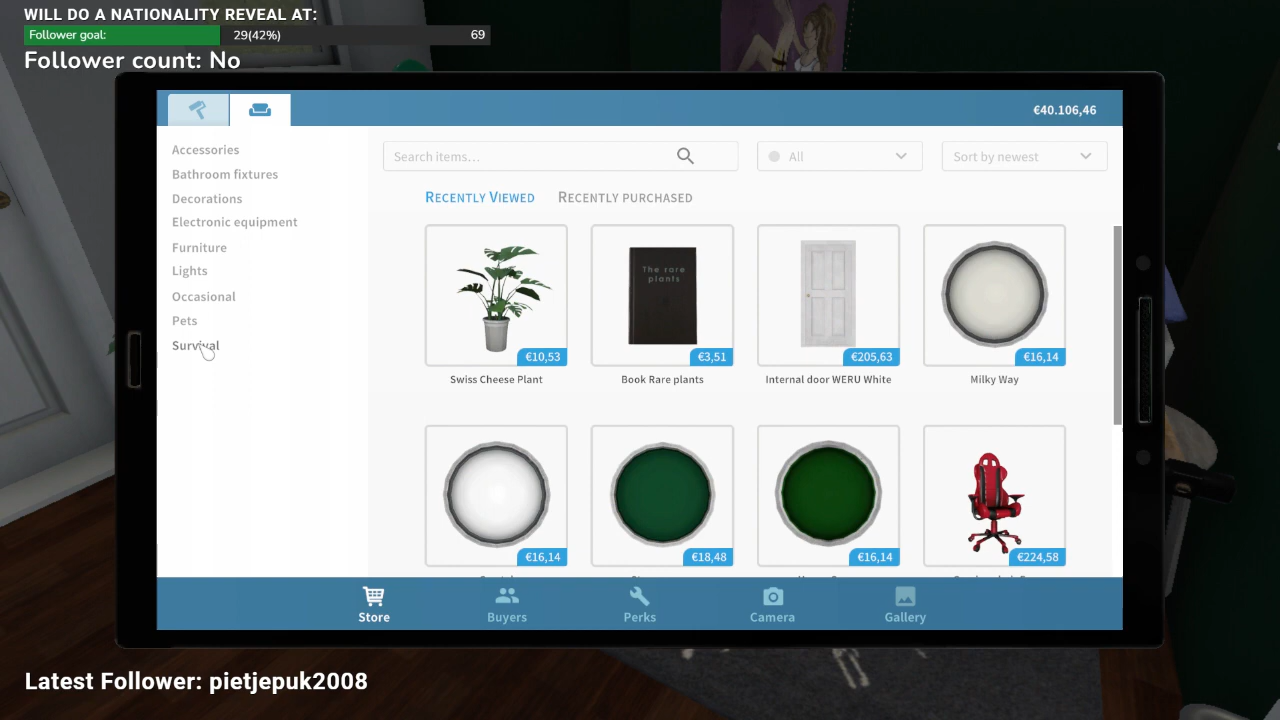 WILL DO A NATIONALITY REVEAL AT:
Follower goal: 29(42%) 69
Follower count: No
€40.106,46
Accessories
Bathroom fixtures
Decorations
Electronic equipment
Furniture
Lights
Occasional
Pets
Survival
Search items...
All
Sort by newest
RECENTLY VIEWED RECENTLY PURCHASED
The rare
plants
€10,53 €3,51 €205,63 €16,14
Swiss Cheese Plant Book Rare plants Internal door WERU White Milky Way
€16,14 €18,48 €16,14 €224,58
Store Buyers Perks Camera Gallery
Latest Follower: pietjepuk2008